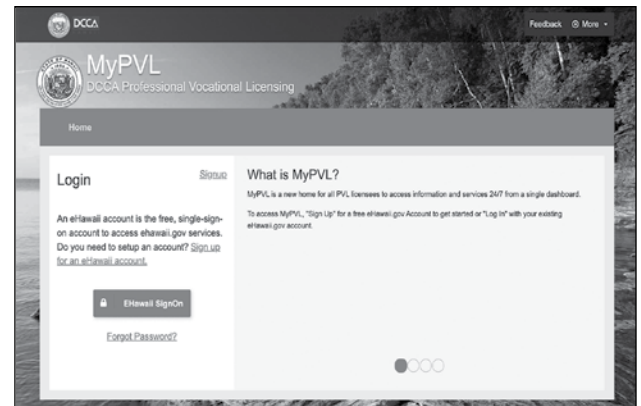 DCCA
Feedback
More
MyPVL
DCCA Professional Vocational Licensing
Home
Login
Signup
An eHawaii account is the free, single-sign-
on account to access ehawaii.gov services.
Do you need to setup an account? Sign up
for an eHawaii account.
EHawaii SignOn
Forgot Password?
What is MyPVL?
MyPVL is a new home for all PVL licensees to access information and services 24/7 from a single dashboard.
To access MyPVL, "Sign Up" for a free eHawaii.gov Account to get started or "Log In" with your existing
eHawaii.gov account.